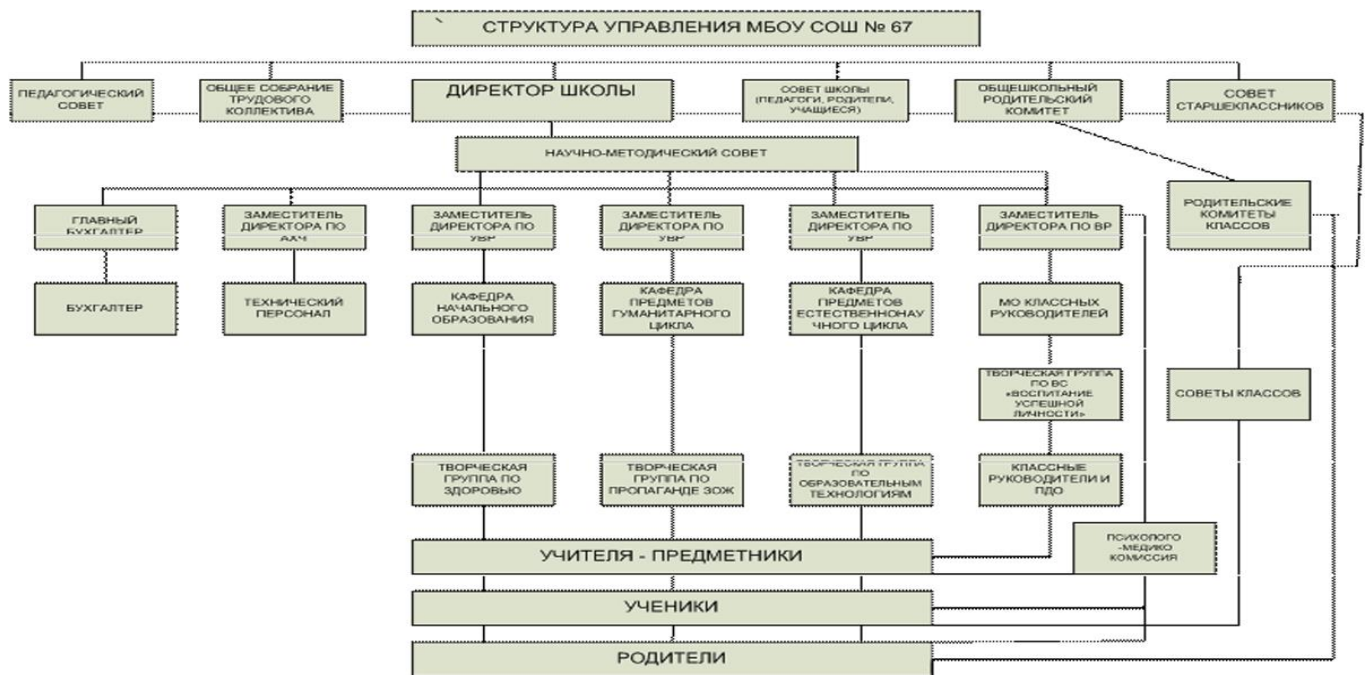 СТРУКТУРА УПРАВЛЕНИЯ МБОУ СОШ № 67
ПЕДАГОГИЧЕСКИЙ
СОВЕТ
ОБЩЕЕ СОБРАНИЕ
ТРУДОВОГО
КОЛЛЕКТИВА
ДИРЕКТОР ШКОЛЫ
СОВЕТ ШКОЛЫ
(ПЕДАГОГИ, РОДИТЕЛИ,
УЧАЩИЕСЯ)
ОБЩЕШКОЛЬНЫЙ
РОДИТЕЛЬСКИЙ
КОМИТЕТ
СОВЕТ
СТАРШЕКЛАССНИКОВ
НАУЧНО-МЕТОДИЧЕСКИЙ СОВЕТ
ГЛАВНЫЙ
БУХГАЛТЕР
ЗАМЕСТИТЕЛЬ
ДИРЕКТОРА ПО
АХЧ
ЗАМЕСТИТЕЛЬ
ДИРЕКТОРА ПО
УВР
ЗАМЕСТИТЕЛЬ
ДИРЕКТОРА ПО
УВР
ЗАМЕСТИТЕЛЬ
ДИРЕКТОРА ПО
УВР
ЗАМЕСТИТЕЛЬ
ДИРЕКТОРА ПО ВР
РОДИТЕЛЬСКИЕ
КОМИТЕТЫ
КЛАССОВ
БУХГАЛТЕР
ТЕХНИЧЕСКИЙ
ПЕРСОНАЛ
КАФЕДРА
НАЧАЛЬНОГО
ОБРАЗОВАНИЯ
КАФЕДРА
ПРЕДМЕТОВ
ГУМАНИТАРНОГО
ЦИКЛА
КАФЕДРА
ПРЕДМЕТОВ
ЕСТЕСТВЕННОНАУ
ЧНОГО ЦИКЛА
МО КЛАССНЫХ
РУКОВОДИТЕЛЕЙ
ТВОРЧЕСКАЯ ГРУППА
ПО ВС
«ВОСПИТАНИЕ
УСПЕШНОЙ
ЛИЧНОСТИ»
СОВЕТЫ КЛАССОВ
ТВОРЧЕСКАЯ
ГРУППА ПО
ЗДОРОВЬЮ
ТВОРЧЕСКАЯ
ГРУППА ПО
ПРОПАГАНДЕ ЗОЖ
ТВОРЧЕСКАЯ ГРУППА
ПО
ОБРАЗОВАТЕЛЬНЫМ
ТЕХНОЛОГИЯМ
КЛАССНЫЕ
РУКОВОДИТЕЛИ И
ПДО
ПСИХОЛОГО
-МЕДИКО
КОМИССИЯ
УЧИТЕЛЯ - ПРЕДМЕТНИКИ
УЧЕНИКИ
РОДИТЕЛИ